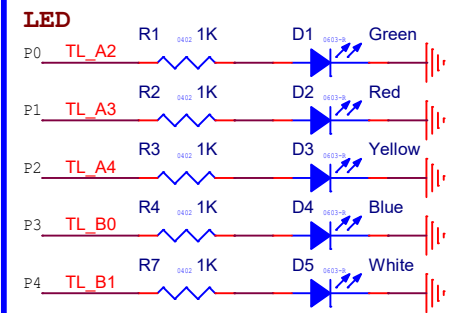 LED
P0 TL_A2 R1 0402 1K D1 0603-R Green
P1 TL_A3 R2 0402 1K D2 0603-R Red
P2 TL_A4 R3 0402 1K D3 0603-R Yellow
P3 TL_B0 R4 0402 1K D4 0603-R Blue
P4 TL_B1 R7 0402 1K D5 0603-R White